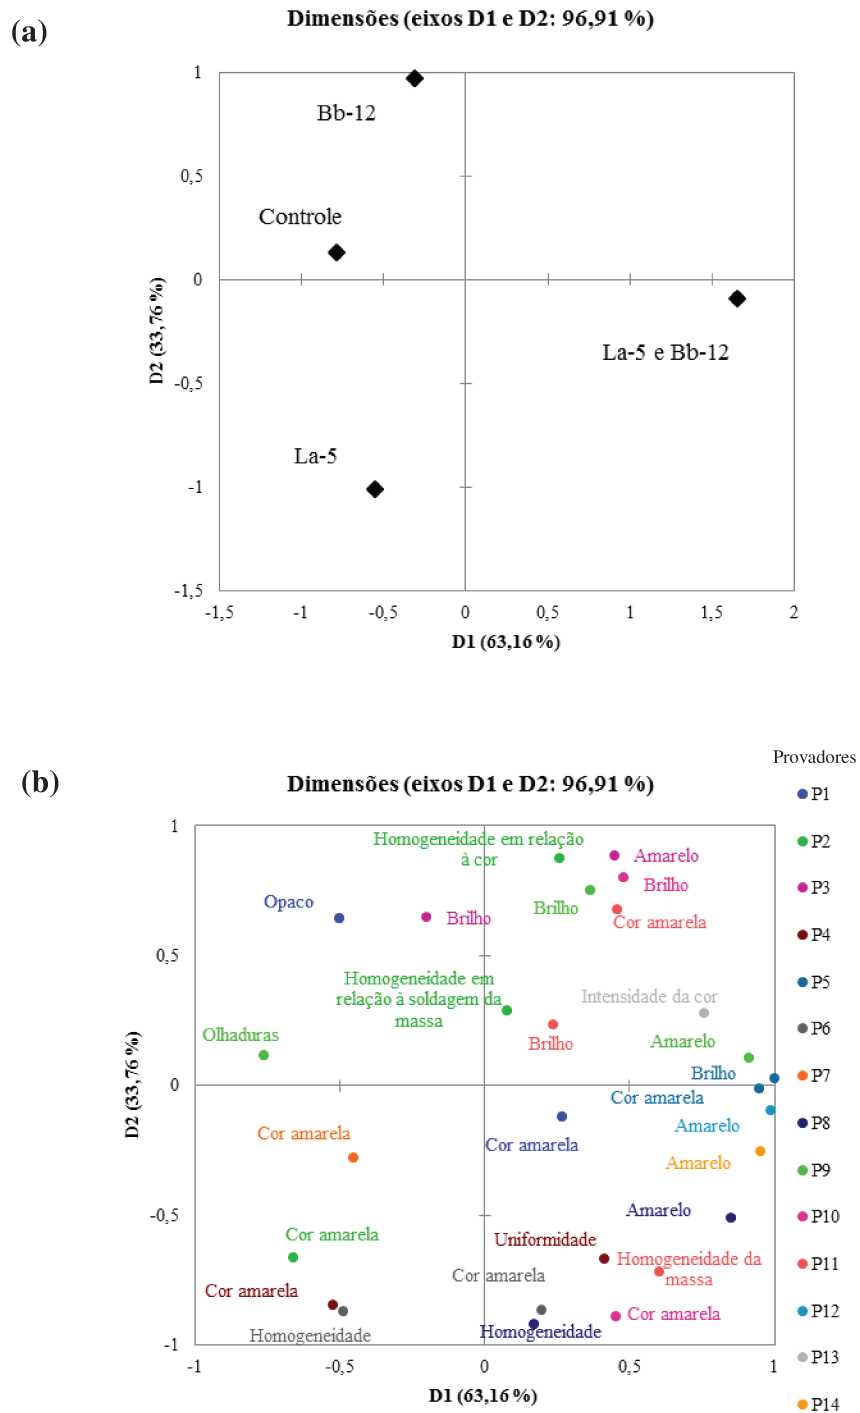 (a)
Dimensões (eixos D1 e D2: 96,91 %)
1
0,5
0
-0,5
-1
-1,5
D2 (33,76 %)
Bb-12
Controle
La-5 e Bb-12
La-5
-1,5
-1
-0,5
0
0,5
1
1,5
2
D1 (63,16 %)
(b)
Dimensões (eixos D1 e D2: 96,91 %)
Provadores
P1
P2
P3
P4
P5
P6
P7
P8
P9
P10
P11
P12
P13
P14
1
0,5
0
-0,5
-1
D2 (33,76 %)
Homogeneidade em relação
à cor
Amarelo
Brilho
Opaco
Brilho
Brilho
Cor amarela
Homogeneidade em
relação à soldagem da
massa
Intensidade da cor
Olhaduras
Brilho
Amarelo
Brilho
Cor amarela
Amarelo
Cor amarela
Cor amarela
Amarelo
Amarelo
Cor amarela
Uniformidade
Homogeneidade da
massa
Cor amarela
Cor amarela
Cor amarela
Homogeneidade
Homogeneidade
-1
-0,5
0
0,5
1
D1 (63,16 %)